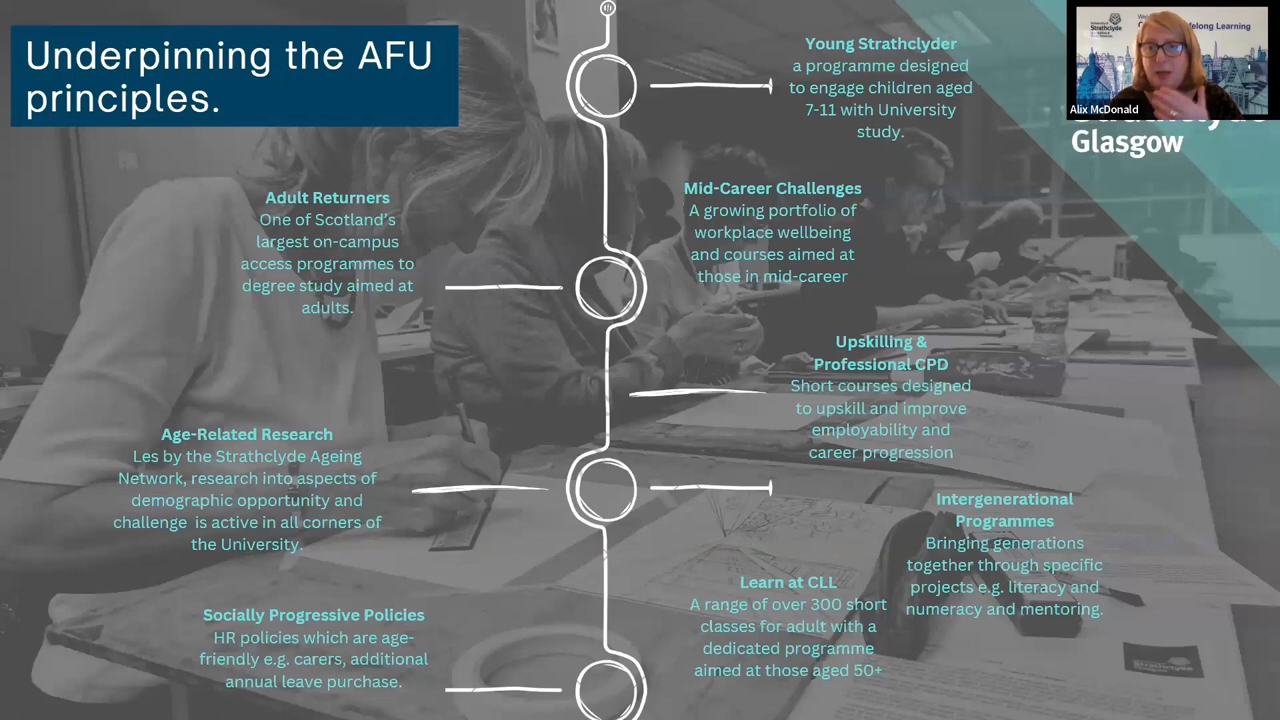 Underpinning the AFU
principles.
Young Strathclyder
a programme designed
to engage children aged
7-11 with University
study.
Adult Returners
One of Scotland's
largest on-campus
access programmes to
degree study aimed at
adults.
Mid-Career Challenges
A growing portfolio of
workplace wellbeing
and courses aimed at
those in mid-career
Upskilling &
Professional CPD
Short courses designed
to upskill and improve
employability and
career progression
Age-Related Research
Les by the Strathclyde Ageing
Network, research into aspects of
demographic opportunity and
challenge is active in all corners of
the University.
Intergenerational
Programmes
Bringing generations
together through specific
projects e.g. literacy and
numeracy and mentoring.
Learn at CLL
A range of over 300 short
classes for adult with a
dedicated programme
aimed at those aged 50+
Socially Progressive Policies
HR policies which are age-
friendly e.g. carers, additional
annual leave purchase.
Strathclyde
felong Learning
Alix McDonald
Glasgow